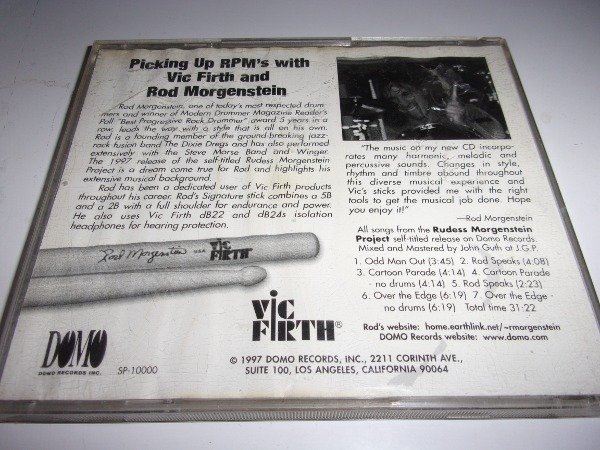 Picking Up RPM's with
Vic Firth and
Rod Morgenstein
Rod Morgenstein, one of today's most respected drum-
mers and winner of Modern Drummer Magazine Reader's
Poll "Best Progressive Rock Drummer" award 5 years in a
row, leads the way with a style that is all on his own.
Rod is a founding member of the ground-breaking jazz-
rock fusion band The Dixie Dregs and has also performed
extensively with the Steve Morse Band and Winger.
The 1997 release of the self-titled Rudess Morgenstein
Project is a dream come true for Rod and highlights his
extensive musical background.
Rod has been a dedicated user of Vic Firth products
throughout his career. Rod's Signature stick combines a 5B
and a 2B with a full shoulder for endurance and power.
He also uses Vic Firth dB22 and dB24s isolation
headphones for hearing protection.
Rod Morgenstein USA VIC FIRTH
DOMO
DOMO RECORDS INC.
SP-10000
"The music on my new CD incorpo-
rates many harmonic, melodic and
percussive sounds. Changes in style,
rhythm and timbre abound throughout
this diverse musical experience and
Vic's sticks provided me with the right
tools to get the musical job done. Hope
you enjoy it!"
—Rod Morgenstein
All songs from the Rudess Morgenstein
Project self-titled release on Domo Records.
Mixed and Mastered by John Guth at J.G.P.
1. Odd Man Out (3:45) 2. Rod Speaks (4:08)
3. Cartoon Parade (4:14) 4. Cartoon Parade -
no drums (4:14) 5. Rod Speaks (2:23)
6. Over the Edge (6:19) 7. Over the Edge -
no drums (6:19) Total time 31:22
VIC
FIRTH®
Rod's website: home.earthlink.net/~rmorgenstein
DOMO Records website: www.domo.com
© 1997 DOMO RECORDS, INC., 2211 CORINTH AVE.,
SUITE 100, LOS ANGELES, CALIFORNIA 90064